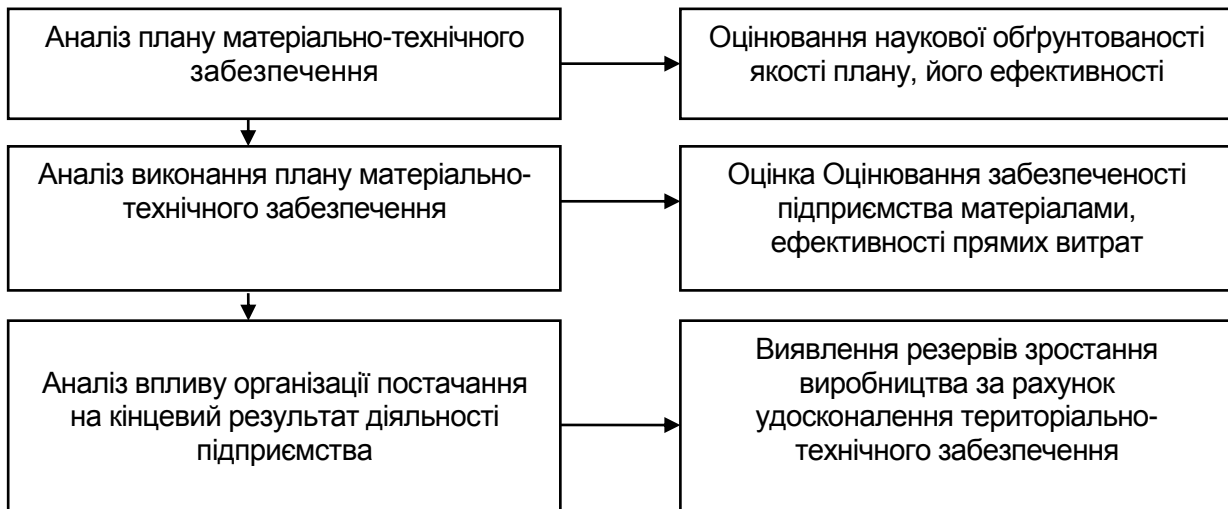 Аналіз плану матеріально-технічного
забезпечення
Оцінювання наукової обґрунтованості
якості плану, його ефективності
Аналіз виконання плану матеріально-
технічного забезпечення
Оцінка Оцінювання забезпеченості
підприємства матеріалами,
ефективності прямих витрат
Аналіз впливу організації постачання
на кінцевий результат діяльності
підприємства
Виявлення резервів зростання
виробництва за рахунок
удосконалення територіально-
технічного забезпечення